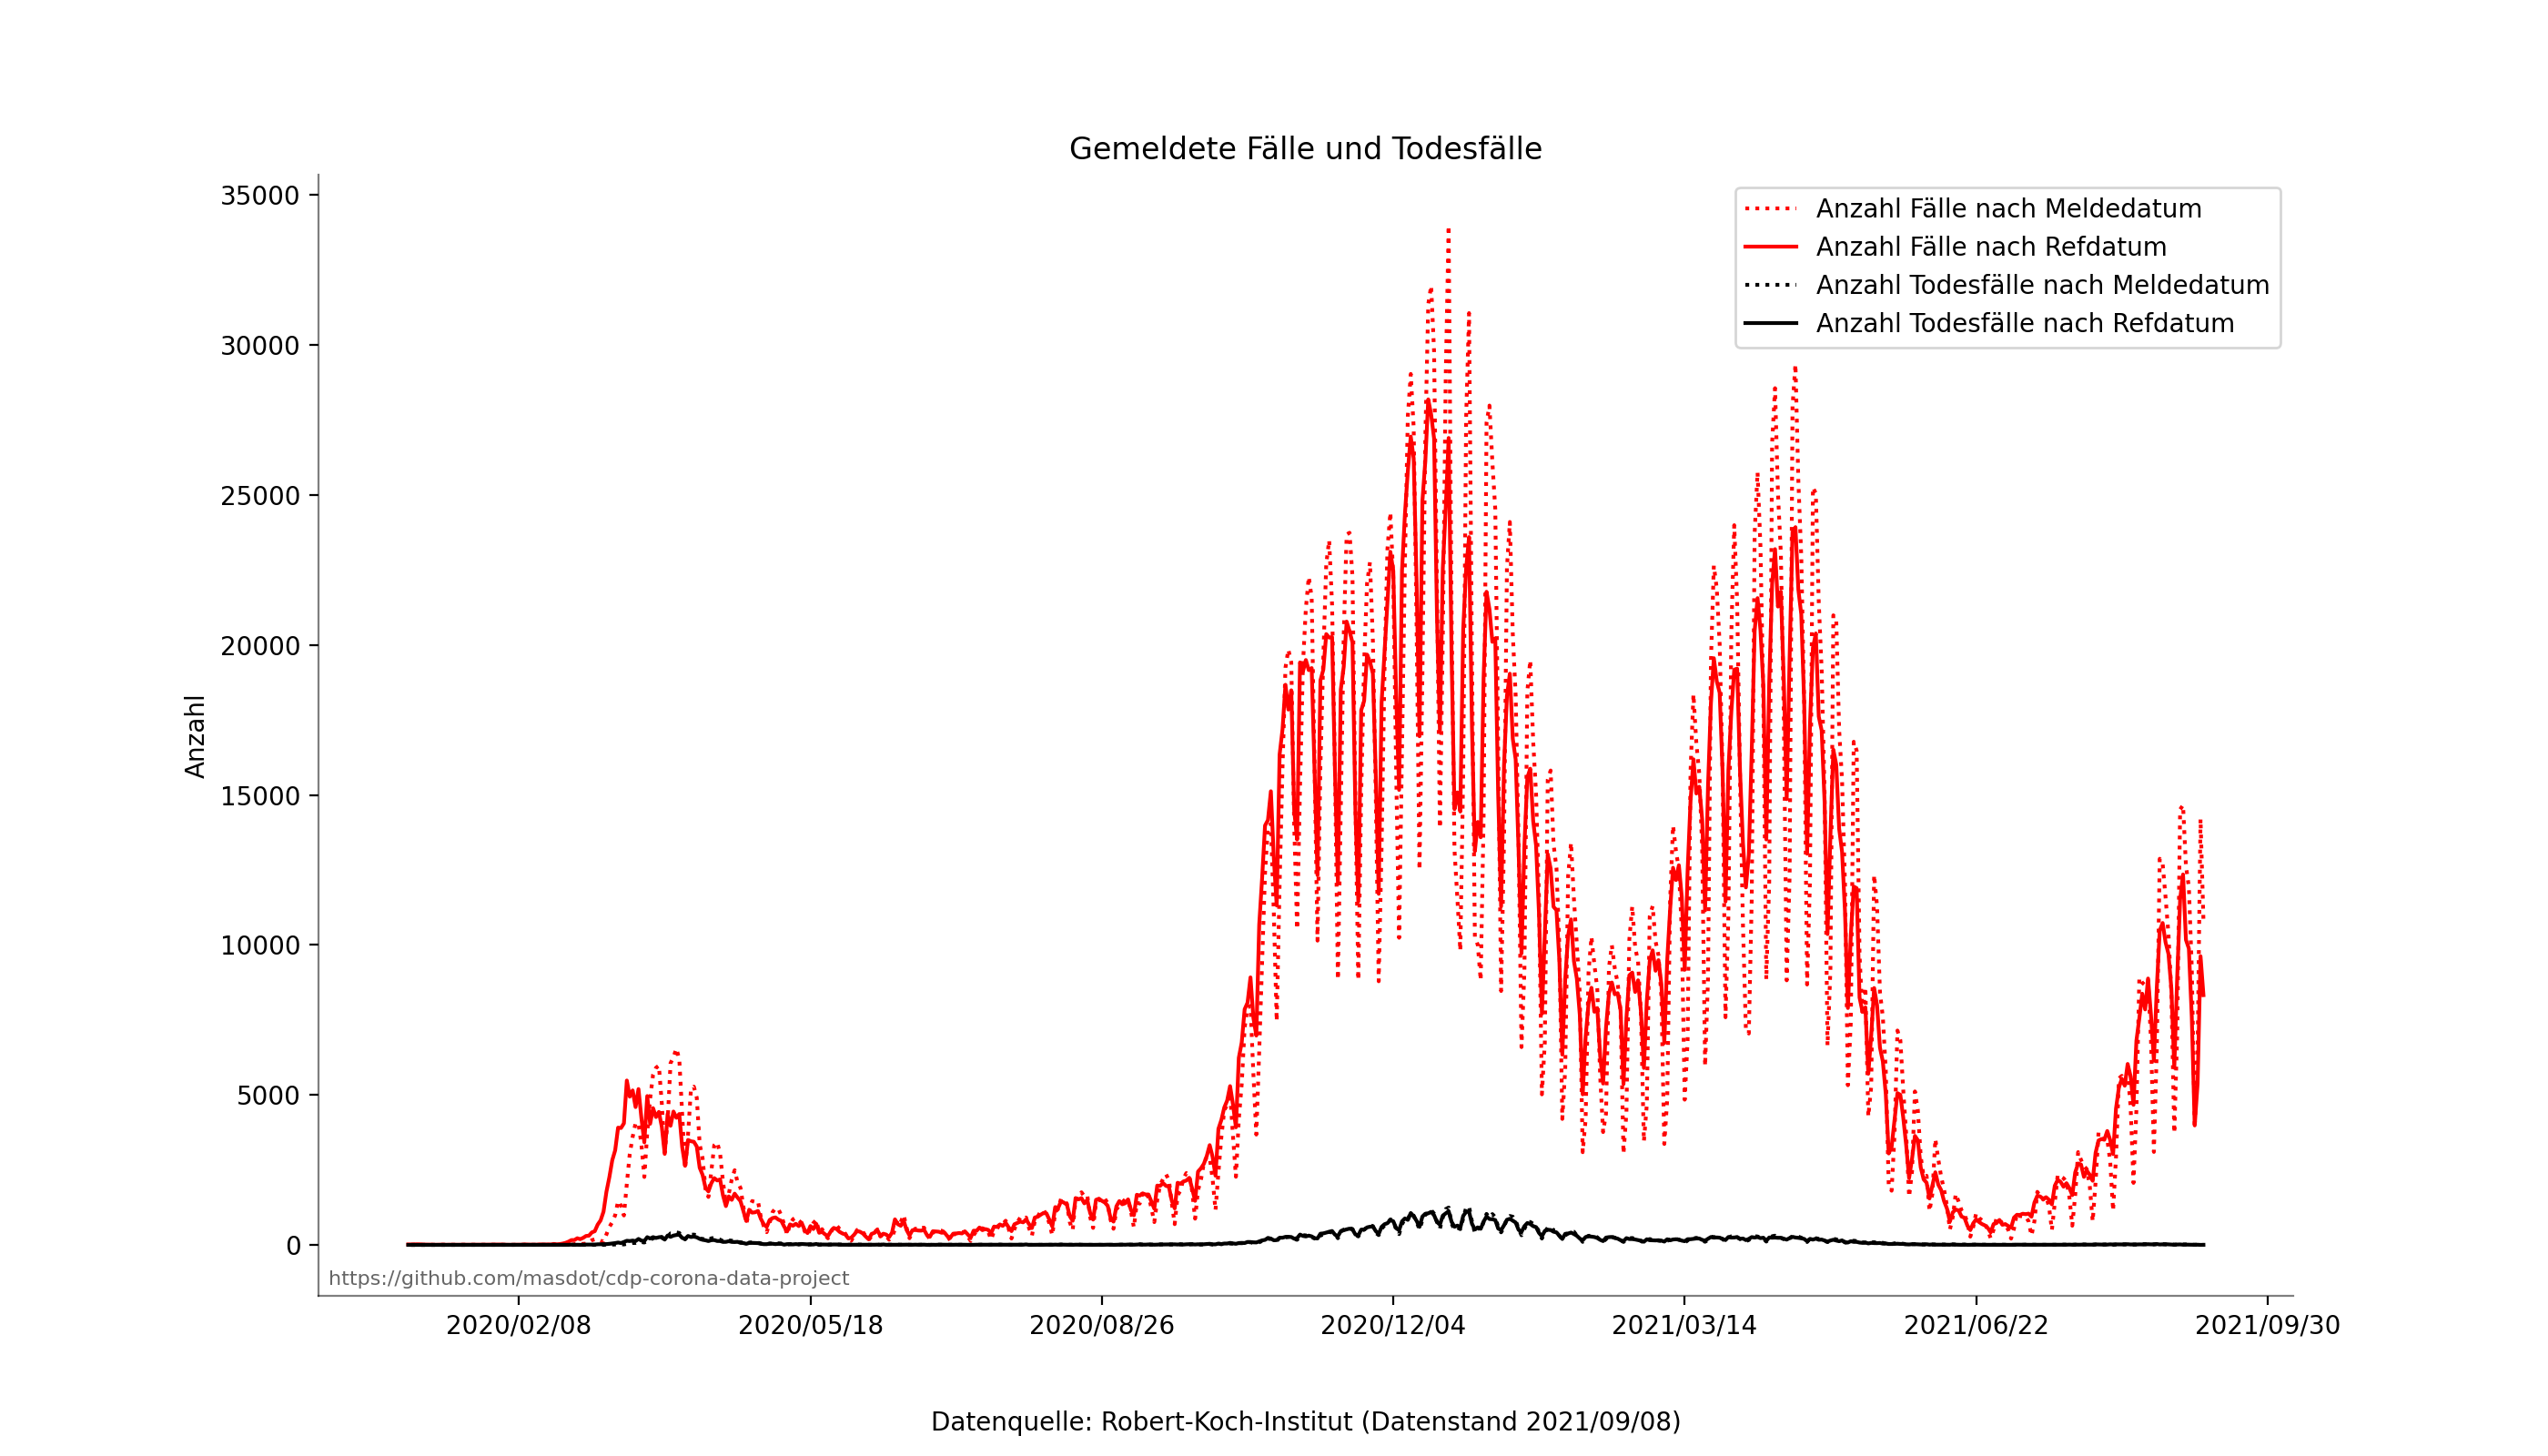 Gemeldete Fälle und Todesfälle
35000
30000
25000
20000
15000
10000
5000
0
Anzahl
Anzahl Fälle nach Meldedatum
Anzahl Fälle nach Refdatum
Anzahl Todesfälle nach Meldedatum
Anzahl Todesfälle nach Refdatum
https://github.com/masdot/cdp-corona-data-project
2020/02/08 2020/05/18 2020/08/26 2020/12/04 2021/03/14 2021/06/22 2021/09/30
Datenquelle: Robert-Koch-Institut (Datenstand 2021/09/08)